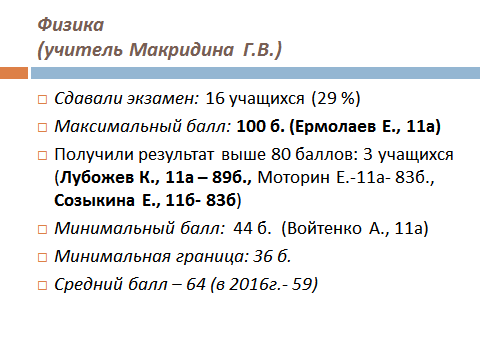 Физика
(учитель Макридина Г.В.)
Сдавали экзамен: 16 учащихся (29 %)
Максимальный балл: 100 б. (Ермолаев Е., 11а)
Получили результат выше 80 баллов: 3 учащихся
(Лубожев К., 11а – 89б., Моторин Е.-11а- 83б.,
Созыкина Е., 11б- 83б)
Минимальный балл: 44 б. (Войтенко А., 11а)
Минимальная граница: 36 б.
Средний балл – 64 (в 2016г.- 59)